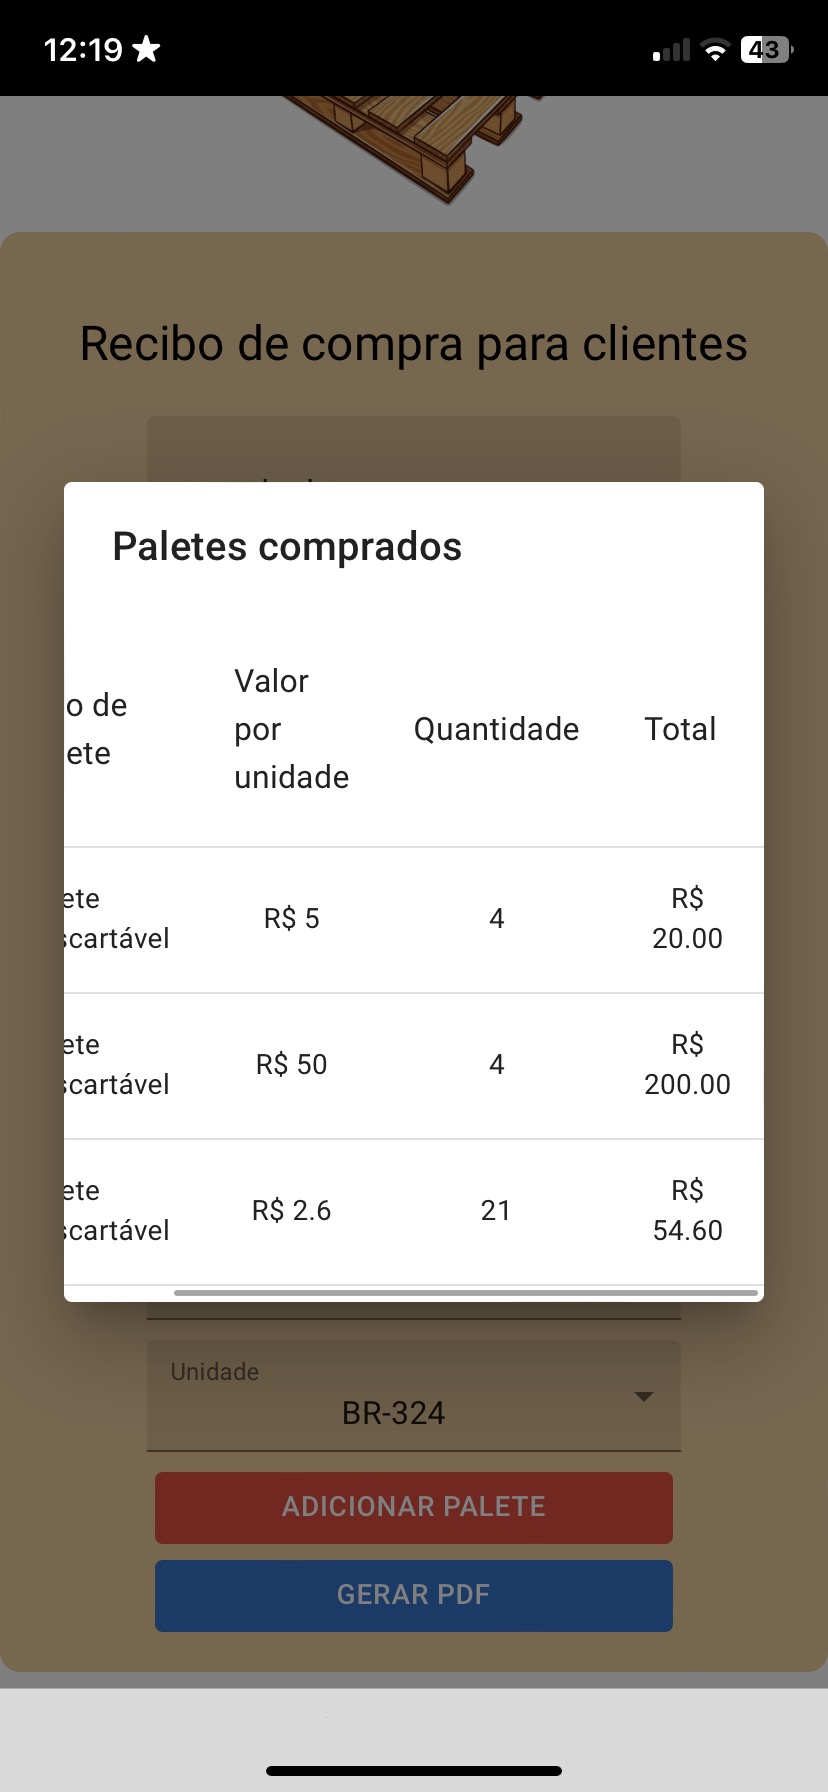 12:19
43
Recibo de compra para clientes
Paletes comprados
o de
ete
Valor
por
unidade
Quantidade
Total
ete
scartável
R$ 5
4
R$
20.00
ete
scartável
R$ 50
4
R$
200.00
ete
scartável
R$ 2.6
21
R$
54.60
Unidade
BR-324
ADICIONAR PALETE
GERAR PDF